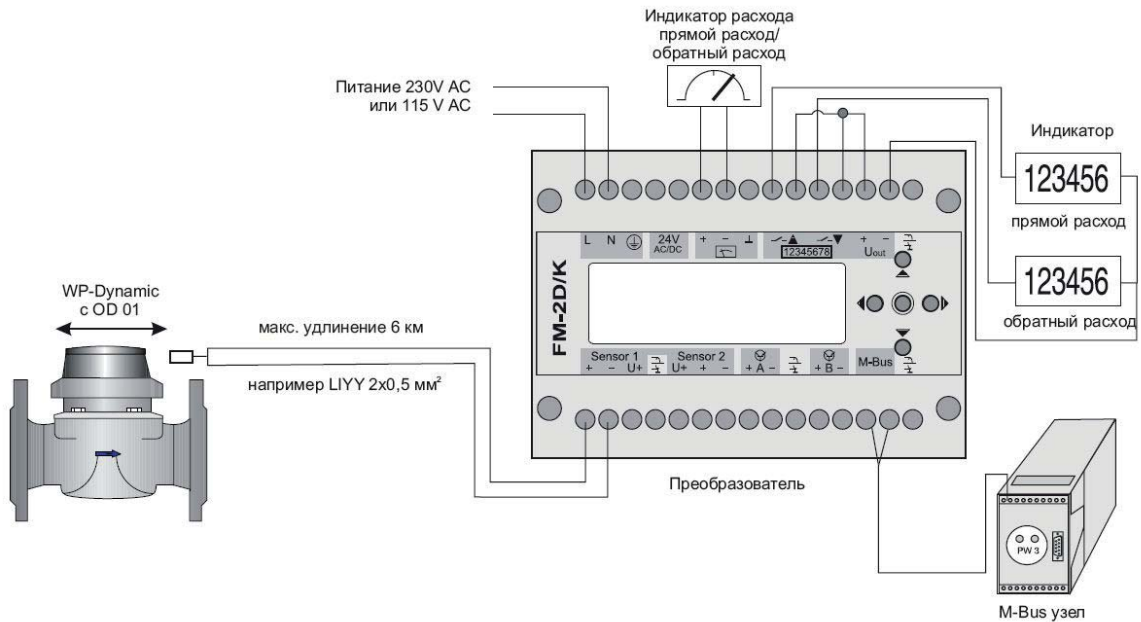 Индикатор расхода
прямой расход/
обратный расход
Питание 230V AC
или 115 V AC
Индикатор
123456
прямой расход
123456
обратный расход
L N 24V AC/DC + – 12345678 + – Uout
FM-2D/K
WP-Dynamic
с OD 01
макс. удлинение 6 км
например LIYY 2x0,5 мм²
Sensor 1 Sensor 2 M-Bus
+ – U+ U+ + – + A – + B –
Преобразователь
PW 3
M-Bus узел